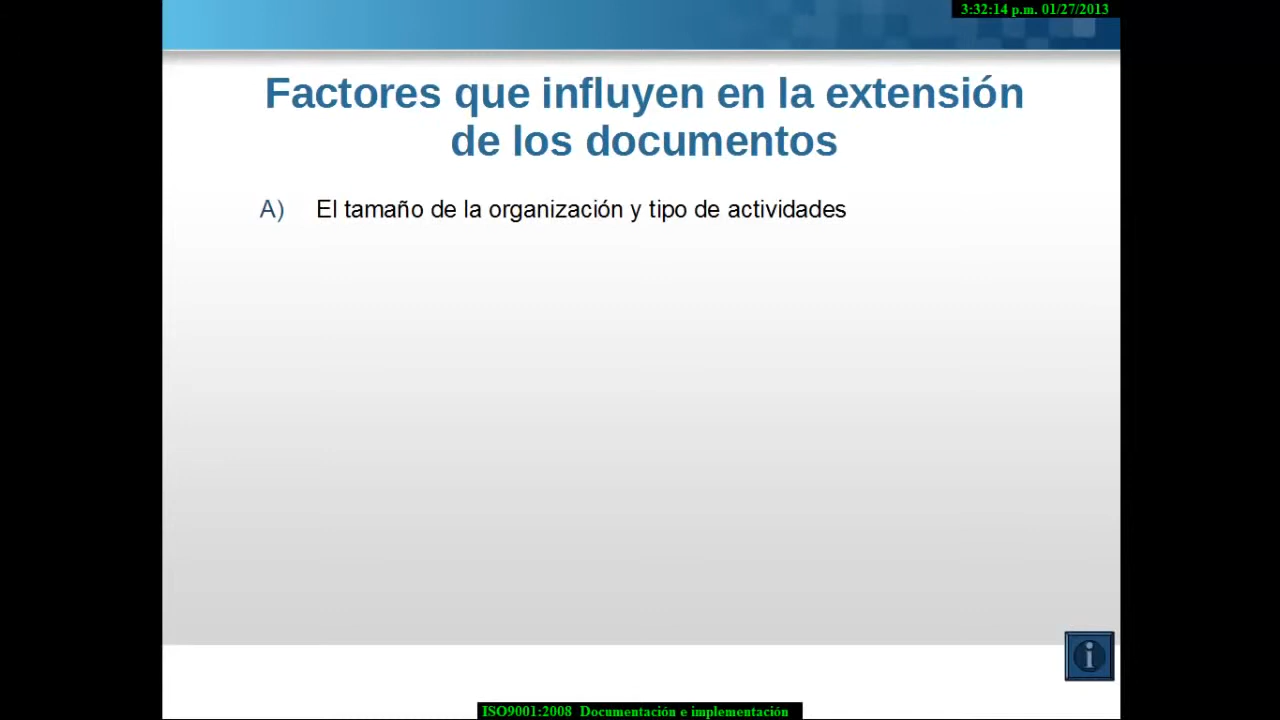 3:32:14 p.m. 01/27/2013
Factores que influyen en la extensión
de los documentos
A) El tamaño de la organización y tipo de actividades
i
ISO9001:2008 Documentación e implementación